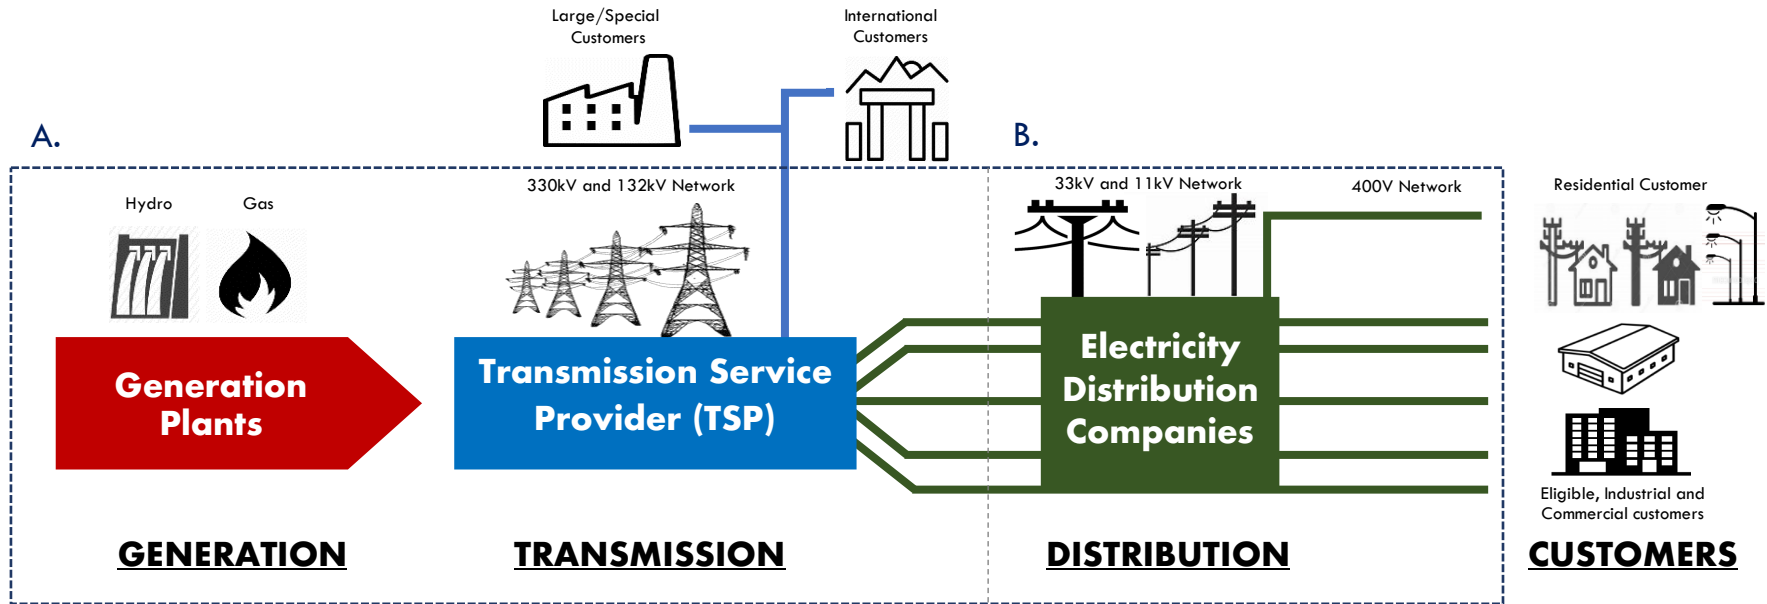 Large/Special
Customers
International
Customers
A.
B.
330kV and 132kV Network
33kV and 11kV Network
400V Network
Residential Customer
Hydro
Gas
Generation
Plants
Transmission Service
Provider (TSP)
Electricity
Distribution
Companies
Eligible, Industrial and
Commercial customers
GENERATION
TRANSMISSION
DISTRIBUTION
CUSTOMERS